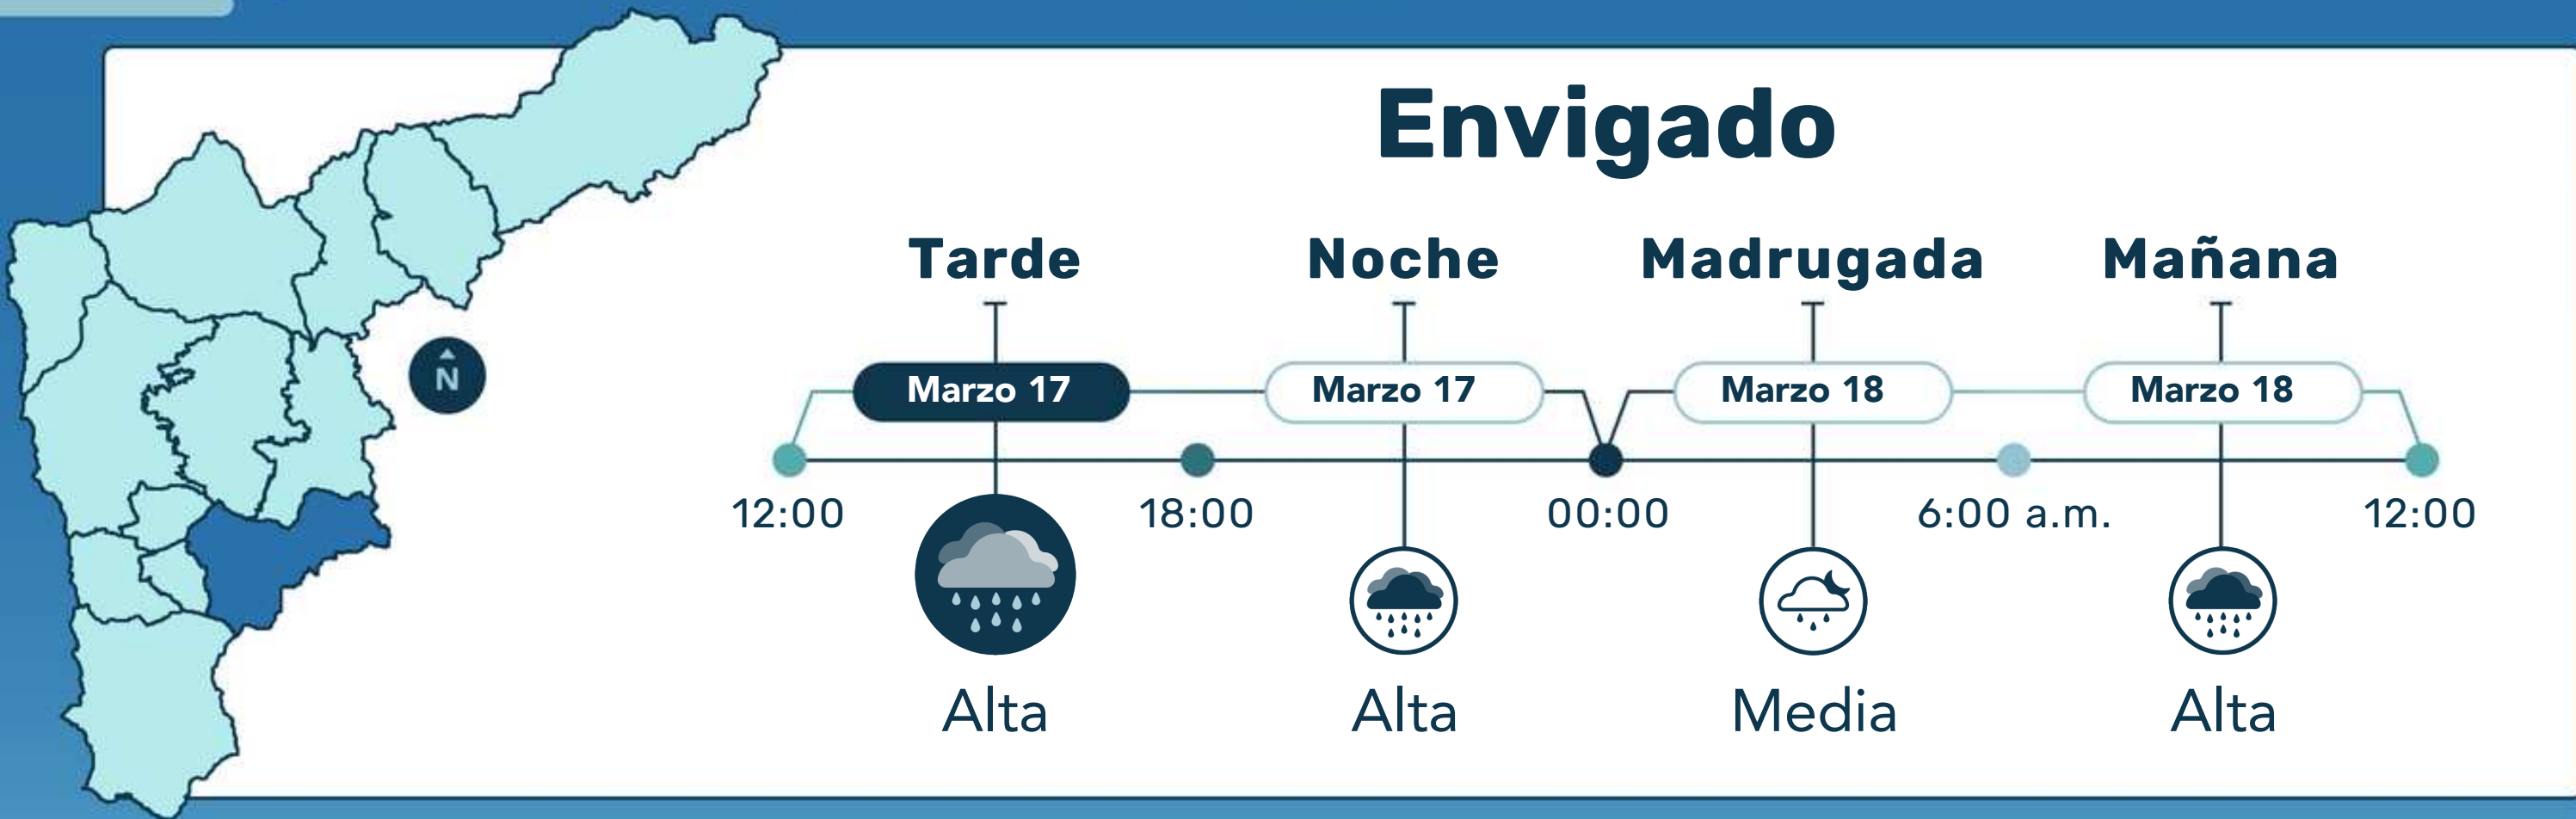 Envigado
Tarde Noche Madrugada Mañana
N
Marzo 17 Marzo 17 Marzo 18 Marzo 18
12:00 18:00 00:00 6:00 a.m. 12:00
Alta Alta Media Alta